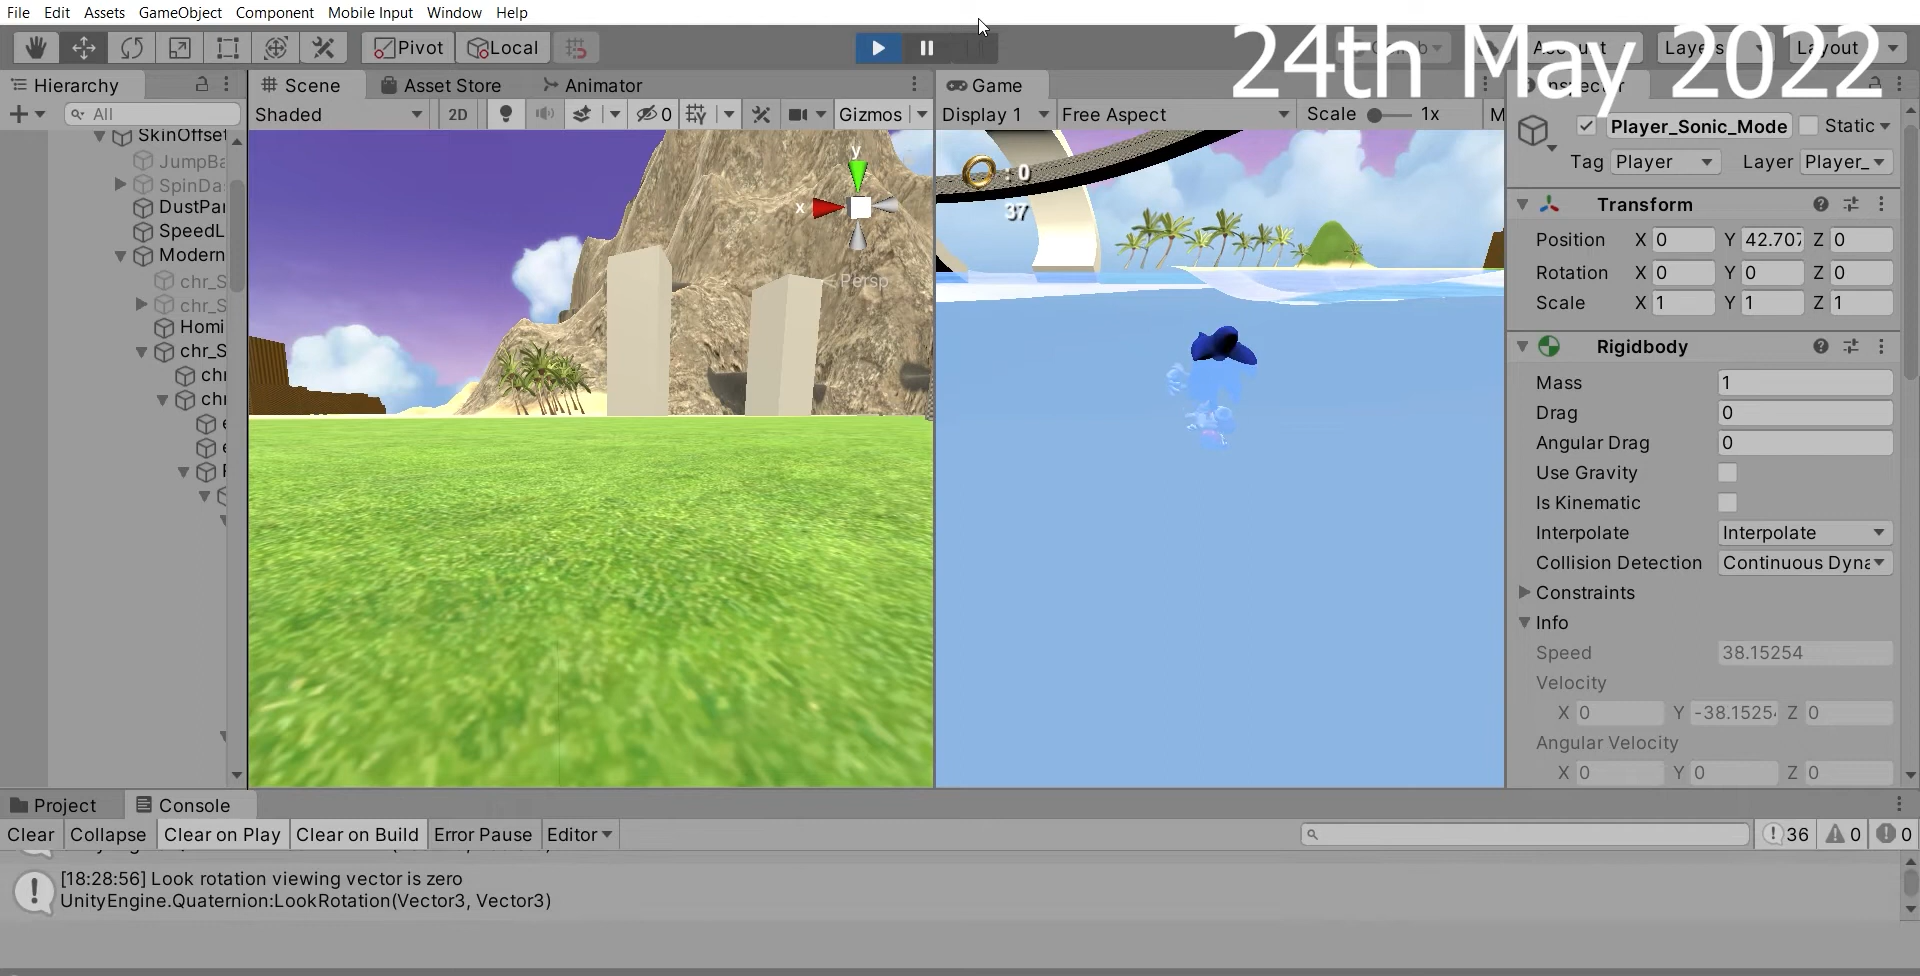 File Edit Assets GameObject Component Mobile Input Window Help
24th May 2022
Pivot Local Account Layers Layout
Hierarchy Scene Asset Store Animator Game
All Shaded 2D 0 Gizmos Display 1 Free Aspect Scale 1x M
SkinOffset
JumpBa
SpinDa
DustPar
SpeedL
Modern
chr_S
chr_S
Homi
chr_S
chr
chr
y
x
Persp
: 0
37
Player_Sonic_Mode Static
Tag Player Layer Player_
Transform
Position X 0 Y 42.707 Z 0
Rotation X 0 Y 0 Z 0
Scale X 1 Y 1 Z 1
Rigidbody
Mass 1
Drag 0
Angular Drag 0
Use Gravity
Is Kinematic
Interpolate Interpolate
Collision Detection Continuous Dyna
Constraints
Info
Speed 38.15254
Velocity
X 0 Y -38.1525 Z 0
Angular Velocity
X 0 Y 0 Z 0
Project Console
Clear Collapse Clear on Play Clear on Build Error Pause Editor 36 0 0
[18:28:56] Look rotation viewing vector is zero
UnityEngine.Quaternion:LookRotation(Vector3, Vector3)